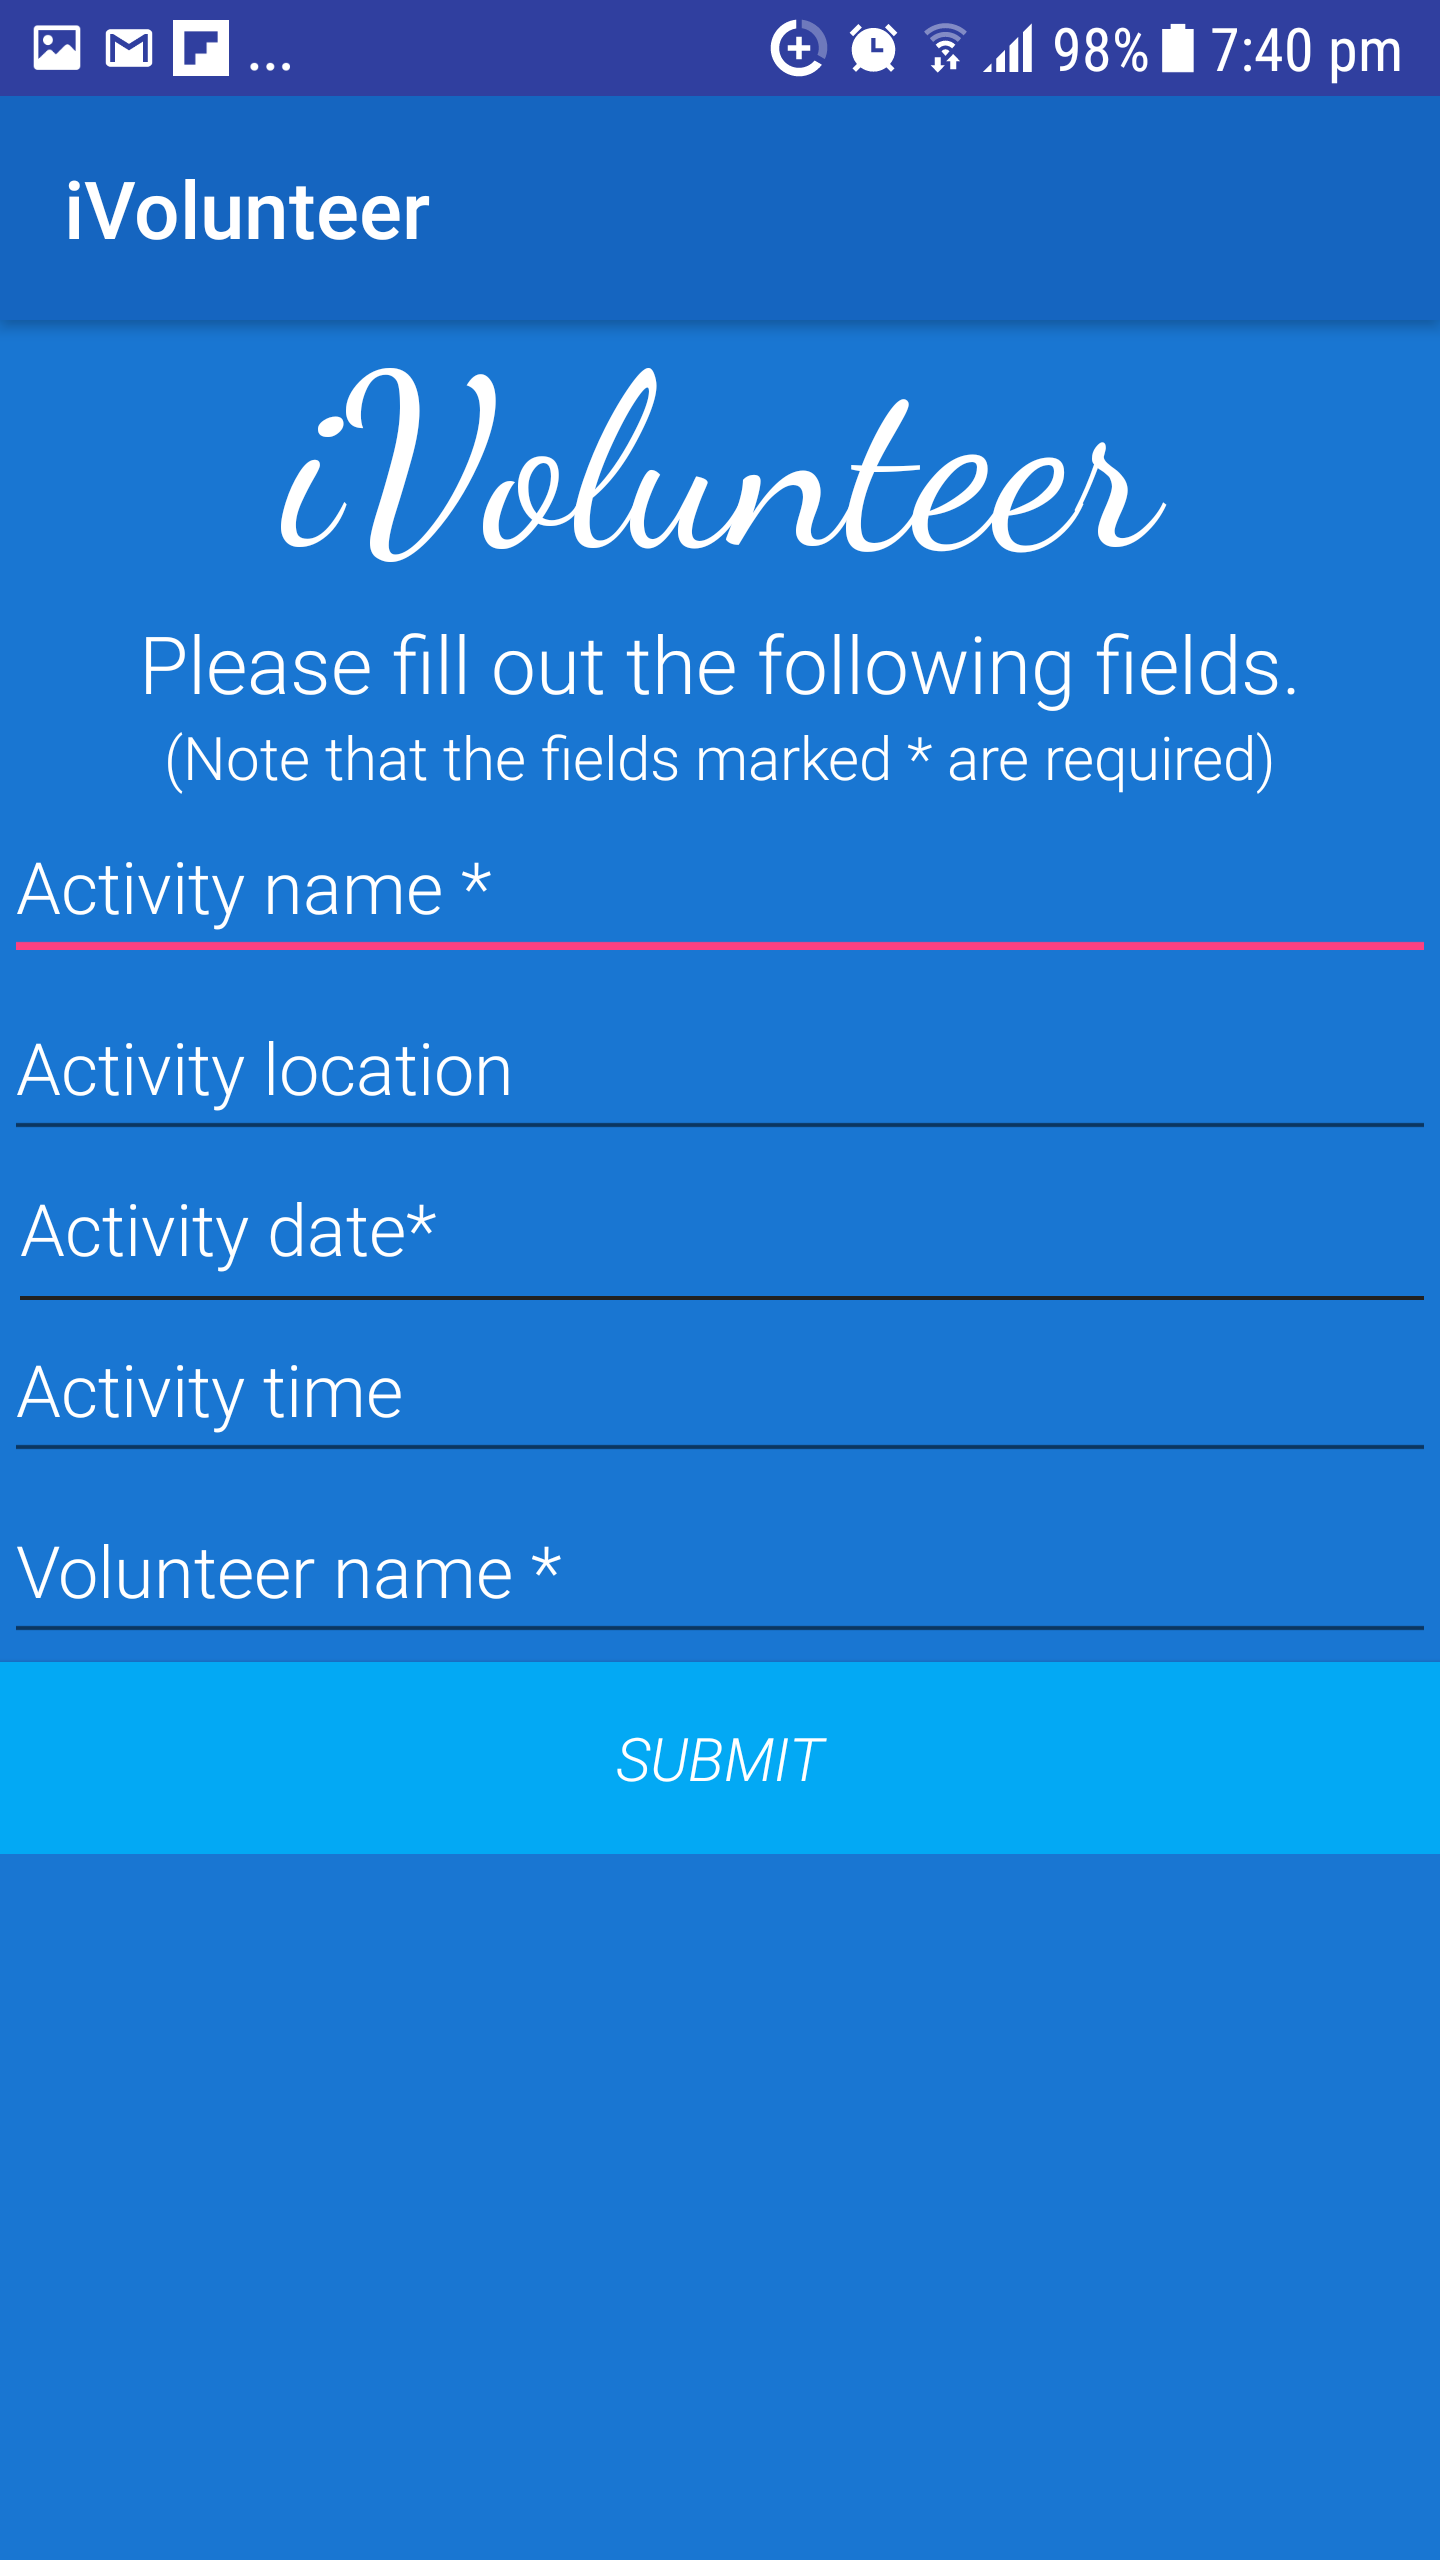 ... 98% 7:40 pm
iVolunteer
iVolunteer
Please fill out the following fields.
(Note that the fields marked * are required)
Activity name *
Activity location
Activity date*
Activity time
Volunteer name *
SUBMIT